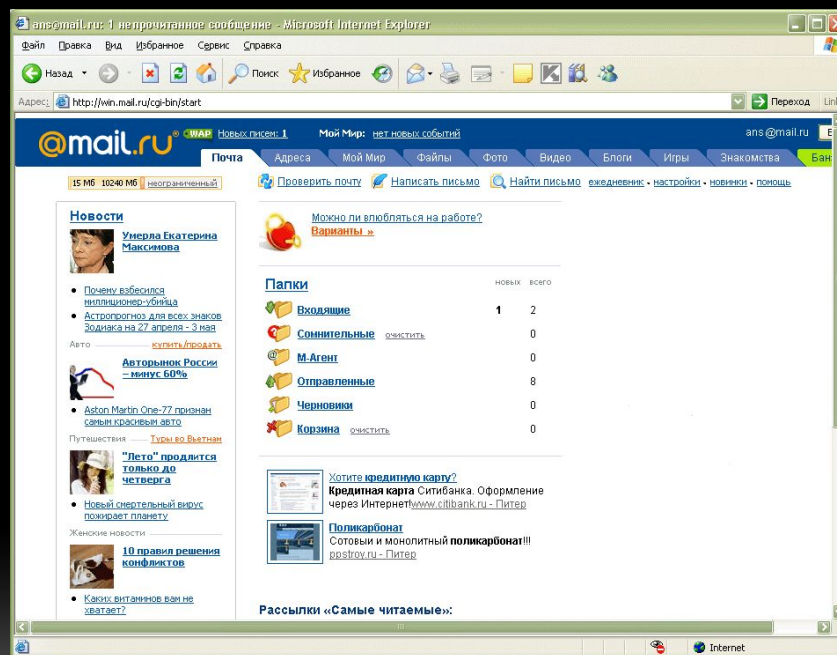 ans@mail.ru: 1 непрочитанное сообщение - Microsoft Internet Explorer
Файл Правка Вид Избранное Сервис Справка
Назад Поиск Избранное
Адрес: http://win.mail.ru/cgi-bin/start Переход
@mail.ru® WAP Новых писем: 1 Мой Мир: нет новых событий ans@mail.ru
Почта Адреса Мой Мир Файлы Фото Видео Блоги Игры Знакомства
15 Мб 10240 Мб неограниченный Проверить почту Написать письмо Найти письмо ежедневник • настройки • новинки • помощь
Новости
Умерла Екатерина
Максимова
Почему взбесился
миллиционер-убийца
Астропрогноз для всех знаков
Зодиака на 27 апреля - 3 мая
Авто купить/продать
Авторынок России
– минус 60%
Aston Martin One-77 признан
самым красивым авто
Путешествия Туры во Вьетнам
"Лето" продлится
только до
четверга
Новый смертельный вирус
пожирает планету
Женские новости
10 правил решения
конфликтов
Каких витаминов вам не
хватает?
Можно ли влюбляться на работе?
Варианты »
Папки новых всего
Входящие 1 2
Сомнительные очистить 0
М-Агент 0
Отправленные 8
Черновики 0
Корзина очистить 0
Хотите кредитную карту?
Кредитная карта Ситибанка. Оформление
через Интернет!www.citibank.ru - Питер
Поликарбонат
Сотовыи и монолитный поликарбонат!!!
ppstroy.ru - Питер
Рассылки «Самые читаемые»:
Internet